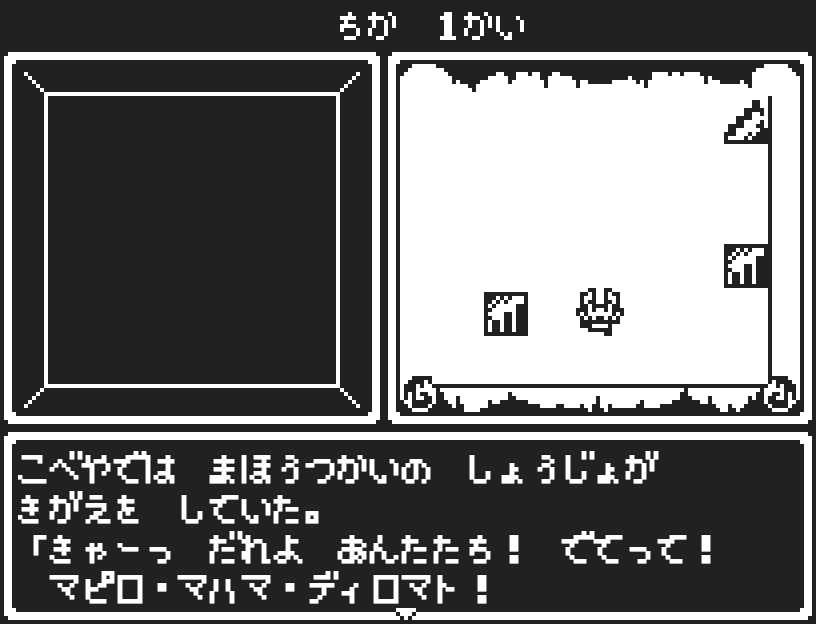 ちか　1かい
こべやでは　まほうつかいの　しょうじょが
きがえを　していた。
「きゃーっ　だれよ　あんたたち！　でてって！
マピロ・マハマ・ディロマト！